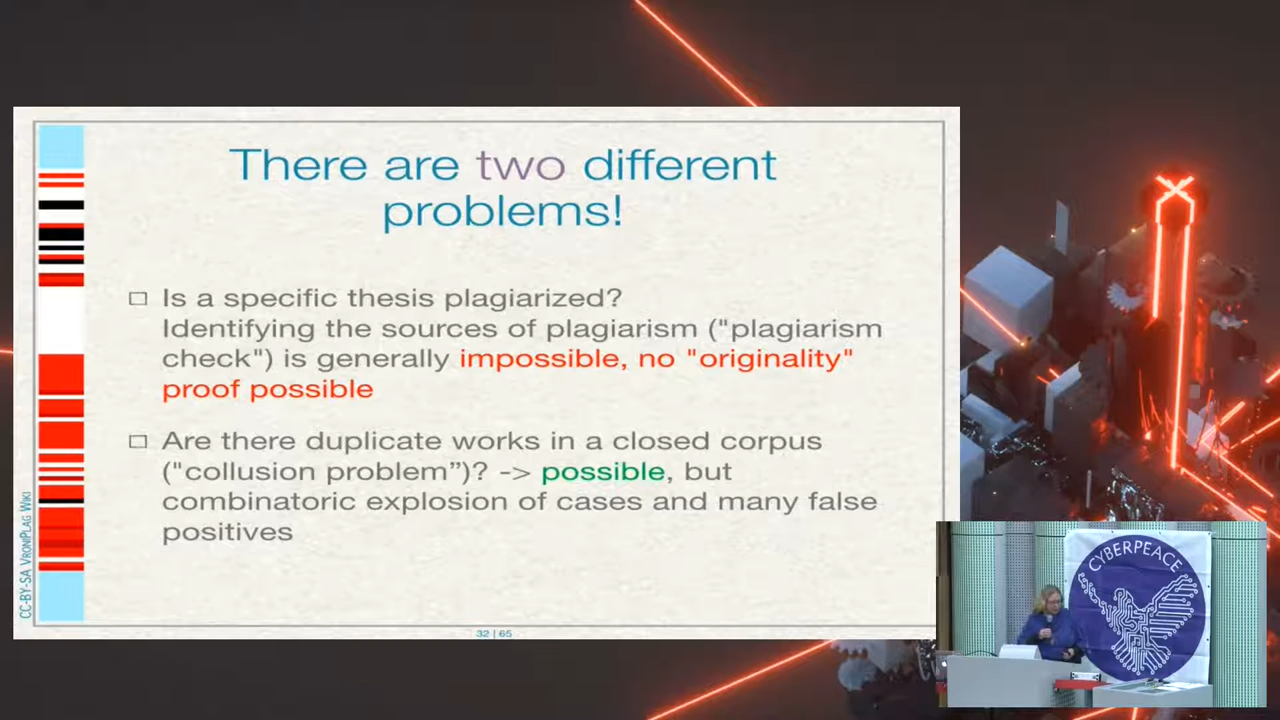 There are two different
problems!
□ Is a specific thesis plagiarized?
Identifying the sources of plagiarism ("plagiarism
check") is generally impossible, no "originality"
proof possible
□ Are there duplicate works in a closed corpus
("collusion problem”)? -> possible, but
combinatoric explosion of cases and many false
positives
CC-BY-SA VRONIPLAG WIKI
32 | 65
CYBERPEACE